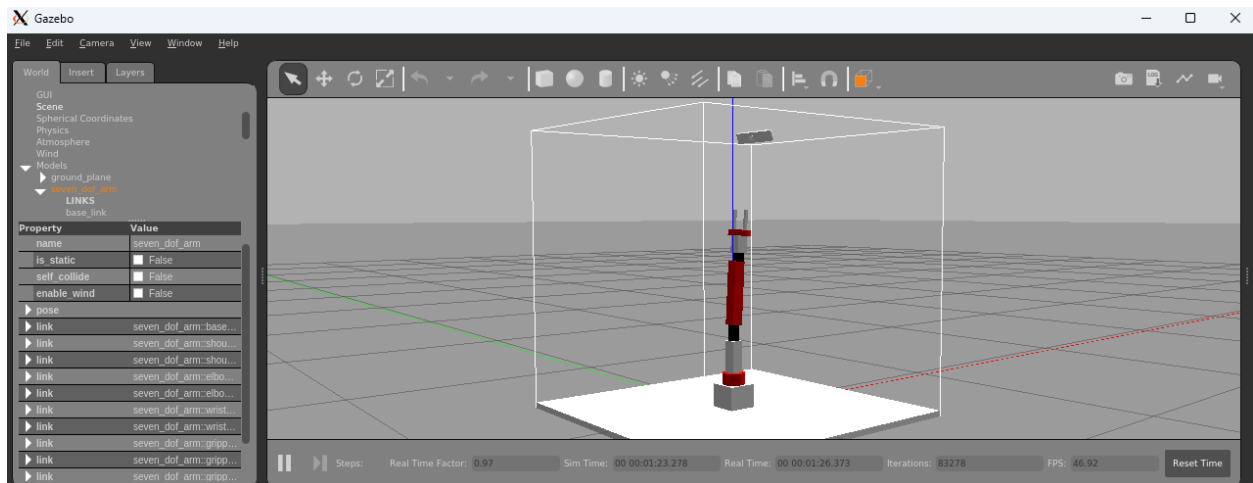 Gazebo
File Edit Camera View Window Help
World Insert Layers
GUI
Scene
Spherical Coordinates
Physics
Atmosphere
Wind
Models
ground_plane
seven_dof_arm
LINKS
base_link
Property Value
name seven_dof_arm
is_static False
self_collide False
enable_wind False
pose
link seven_dof_arm::base...
link seven_dof_arm::shou...
link seven_dof_arm::shou...
link seven_dof_arm::elbo...
link seven_dof_arm::elbo...
link seven_dof_arm::wrist...
link seven_dof_arm::wrist...
link seven_dof_arm::gripp...
link seven_dof_arm::gripp...
link seven_dof_arm::gripp...
LOG
Steps: Real Time Factor: 0.97 Sim Time: 00 00:01:23.278 Real Time: 00 00:01:26.373 Iterations: 83278 FPS: 46.92 Reset Time